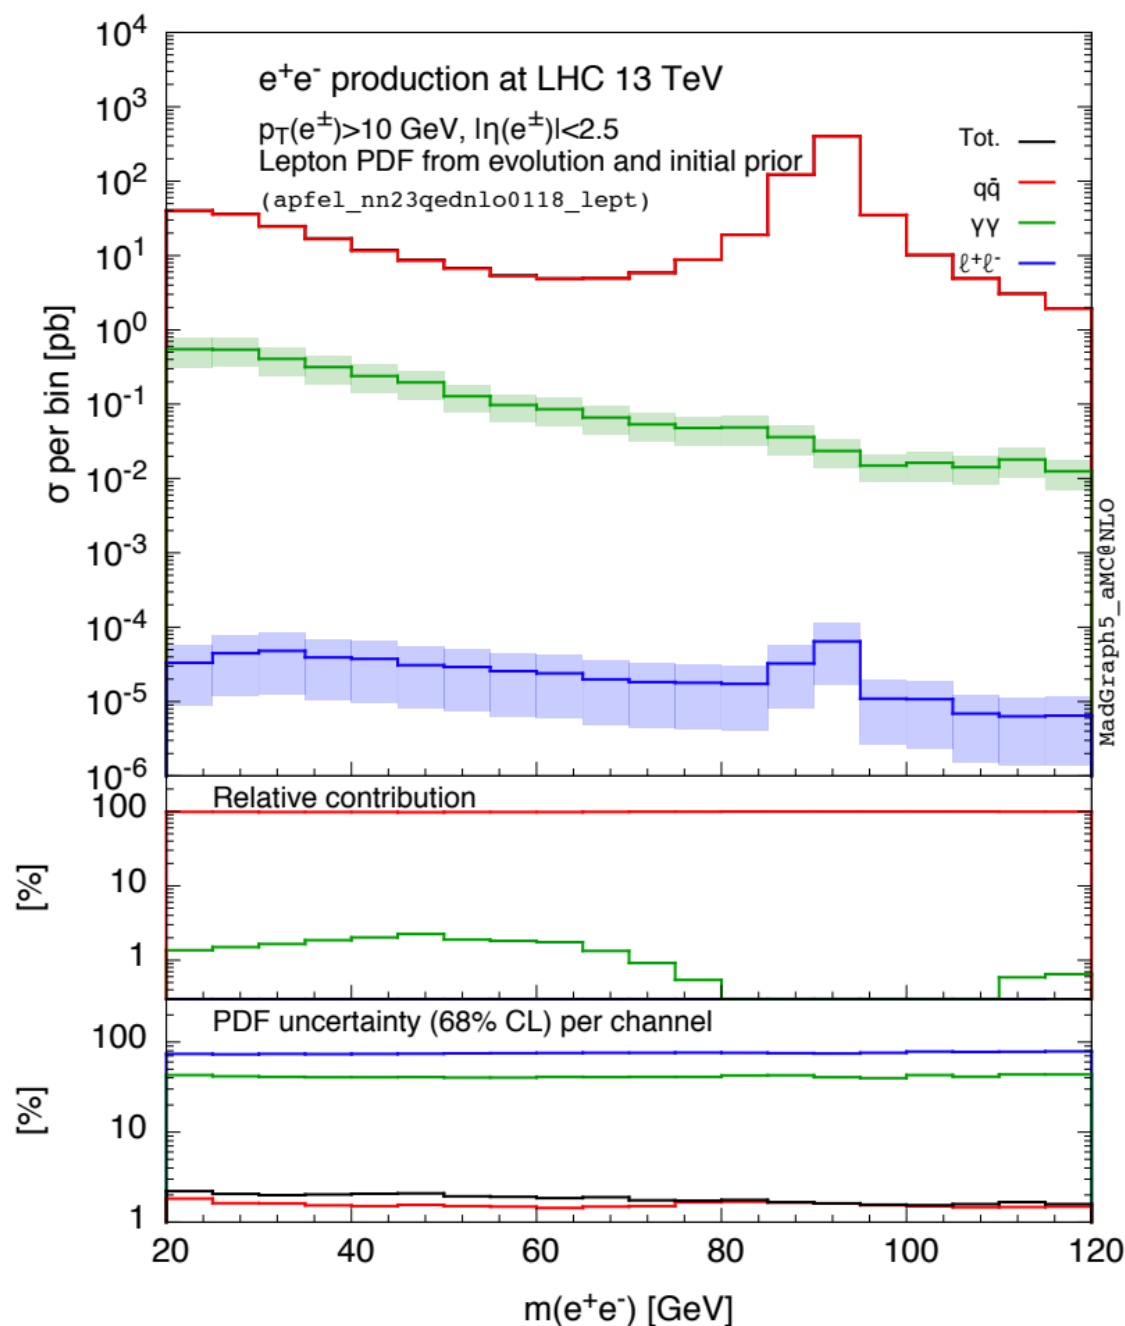 10⁴
10³
10²
10¹
10⁰
10⁻¹
10⁻²
10⁻³
10⁻⁴
10⁻⁵
10⁻⁶
σ per bin [pb]
e⁺e⁻ production at LHC 13 TeV
p_T(e^±)>10 GeV, |η(e^±)|<2.5
Lepton PDF from evolution and initial prior
(apfel_nn23qednlo0118_lept)
Tot.
qq̄
γγ
ℓ⁺ℓ⁻
MadGraph5_aMC@NLO
Relative contribution
100
10
1
[%]
PDF uncertainty (68% CL) per channel
100
10
1
[%]
20 40 60 80 100 120
m(e⁺e⁻) [GeV]